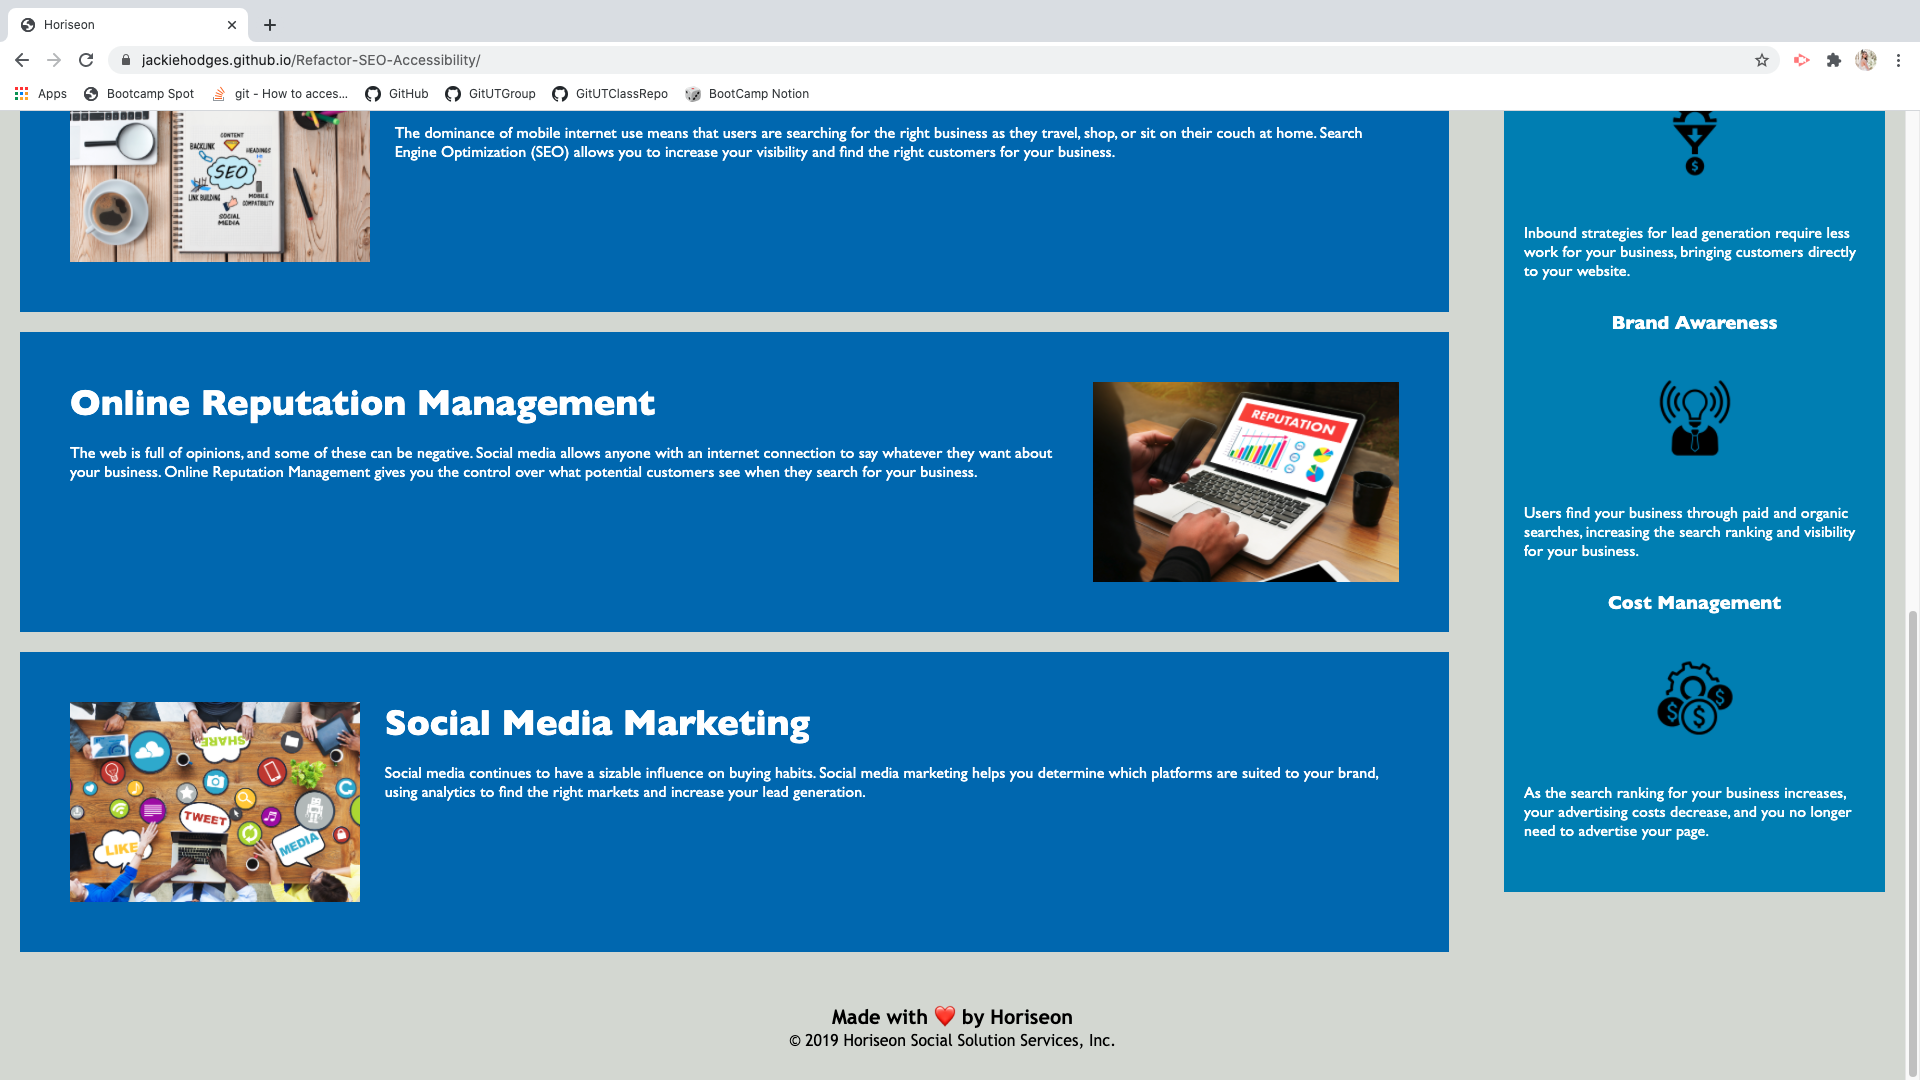 Horiseon
jackiehodges.github.io/Refactor-SEO-Accessibility/
Apps
Bootcamp Spot
git - How to acces...
GitHub
GitUTGroup
GitUTClassRepo
BootCamp Notion
CONTENT
BACKLINK
HEADINGS
SEO
LINK BUILDING
MOBILE
COMPATIBILITY
SOCIAL
MEDIA
The dominance of mobile internet use means that users are searching for the right business as they travel, shop, or sit on their couch at home. Search
Engine Optimization (SEO) allows you to increase your visibility and find the right customers for your business.
Online Reputation Management
The web is full of opinions, and some of these can be negative. Social media allows anyone with an internet connection to say whatever they want about
your business. Online Reputation Management gives you the control over what potential customers see when they search for your business.
REPUTATION
SHARE
TWEET
LIKE
MEDIA
Social Media Marketing
Social media continues to have a sizable influence on buying habits. Social media marketing helps you determine which platforms are suited to your brand,
using analytics to find the right markets and increase your lead generation.
$
Inbound strategies for lead generation require less
work for your business, bringing customers directly
to your website.
Brand Awareness
Users find your business through paid and organic
searches, increasing the search ranking and visibility
for your business.
Cost Management
$ $ $
As the search ranking for your business increases,
your advertising costs decrease, and you no longer
need to advertise your page.
Made with ❤️ by Horiseon
© 2019 Horiseon Social Solution Services, Inc.